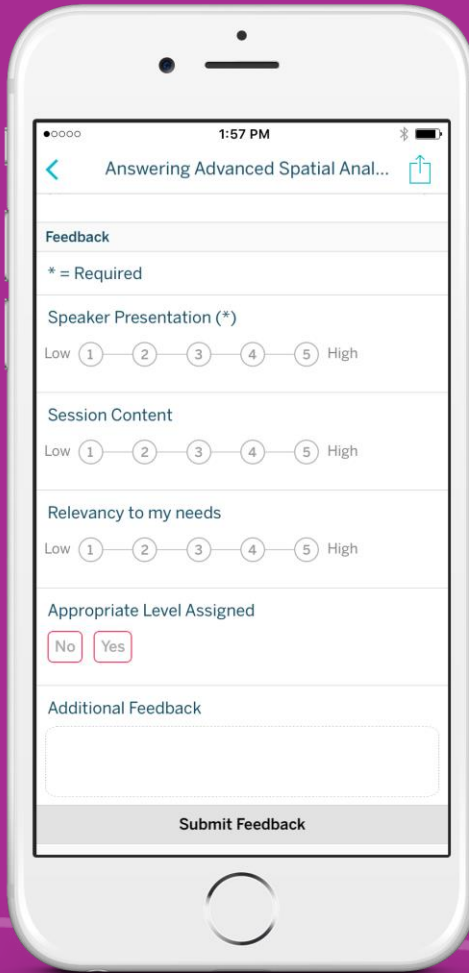 1:57 PM
Answering Advanced Spatial Anal...
Feedback
* = Required
Speaker Presentation (*)
Low 1 2 3 4 5 High
Session Content
Low 1 2 3 4 5 High
Relevancy to my needs
Low 1 2 3 4 5 High
Appropriate Level Assigned
No Yes
Additional Feedback
Submit Feedback